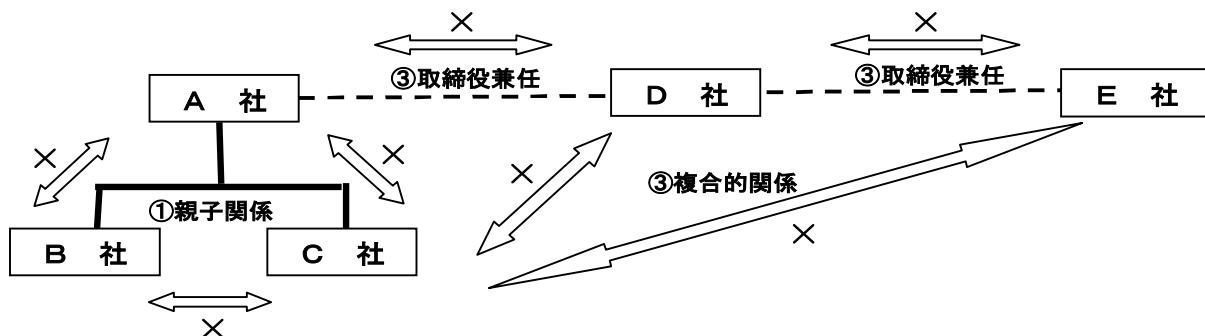 × ×
③取締役兼任 ③取締役兼任
A 社 D 社 E 社
× × ×
③複合的関係
①親子関係
×
B 社 C 社
×